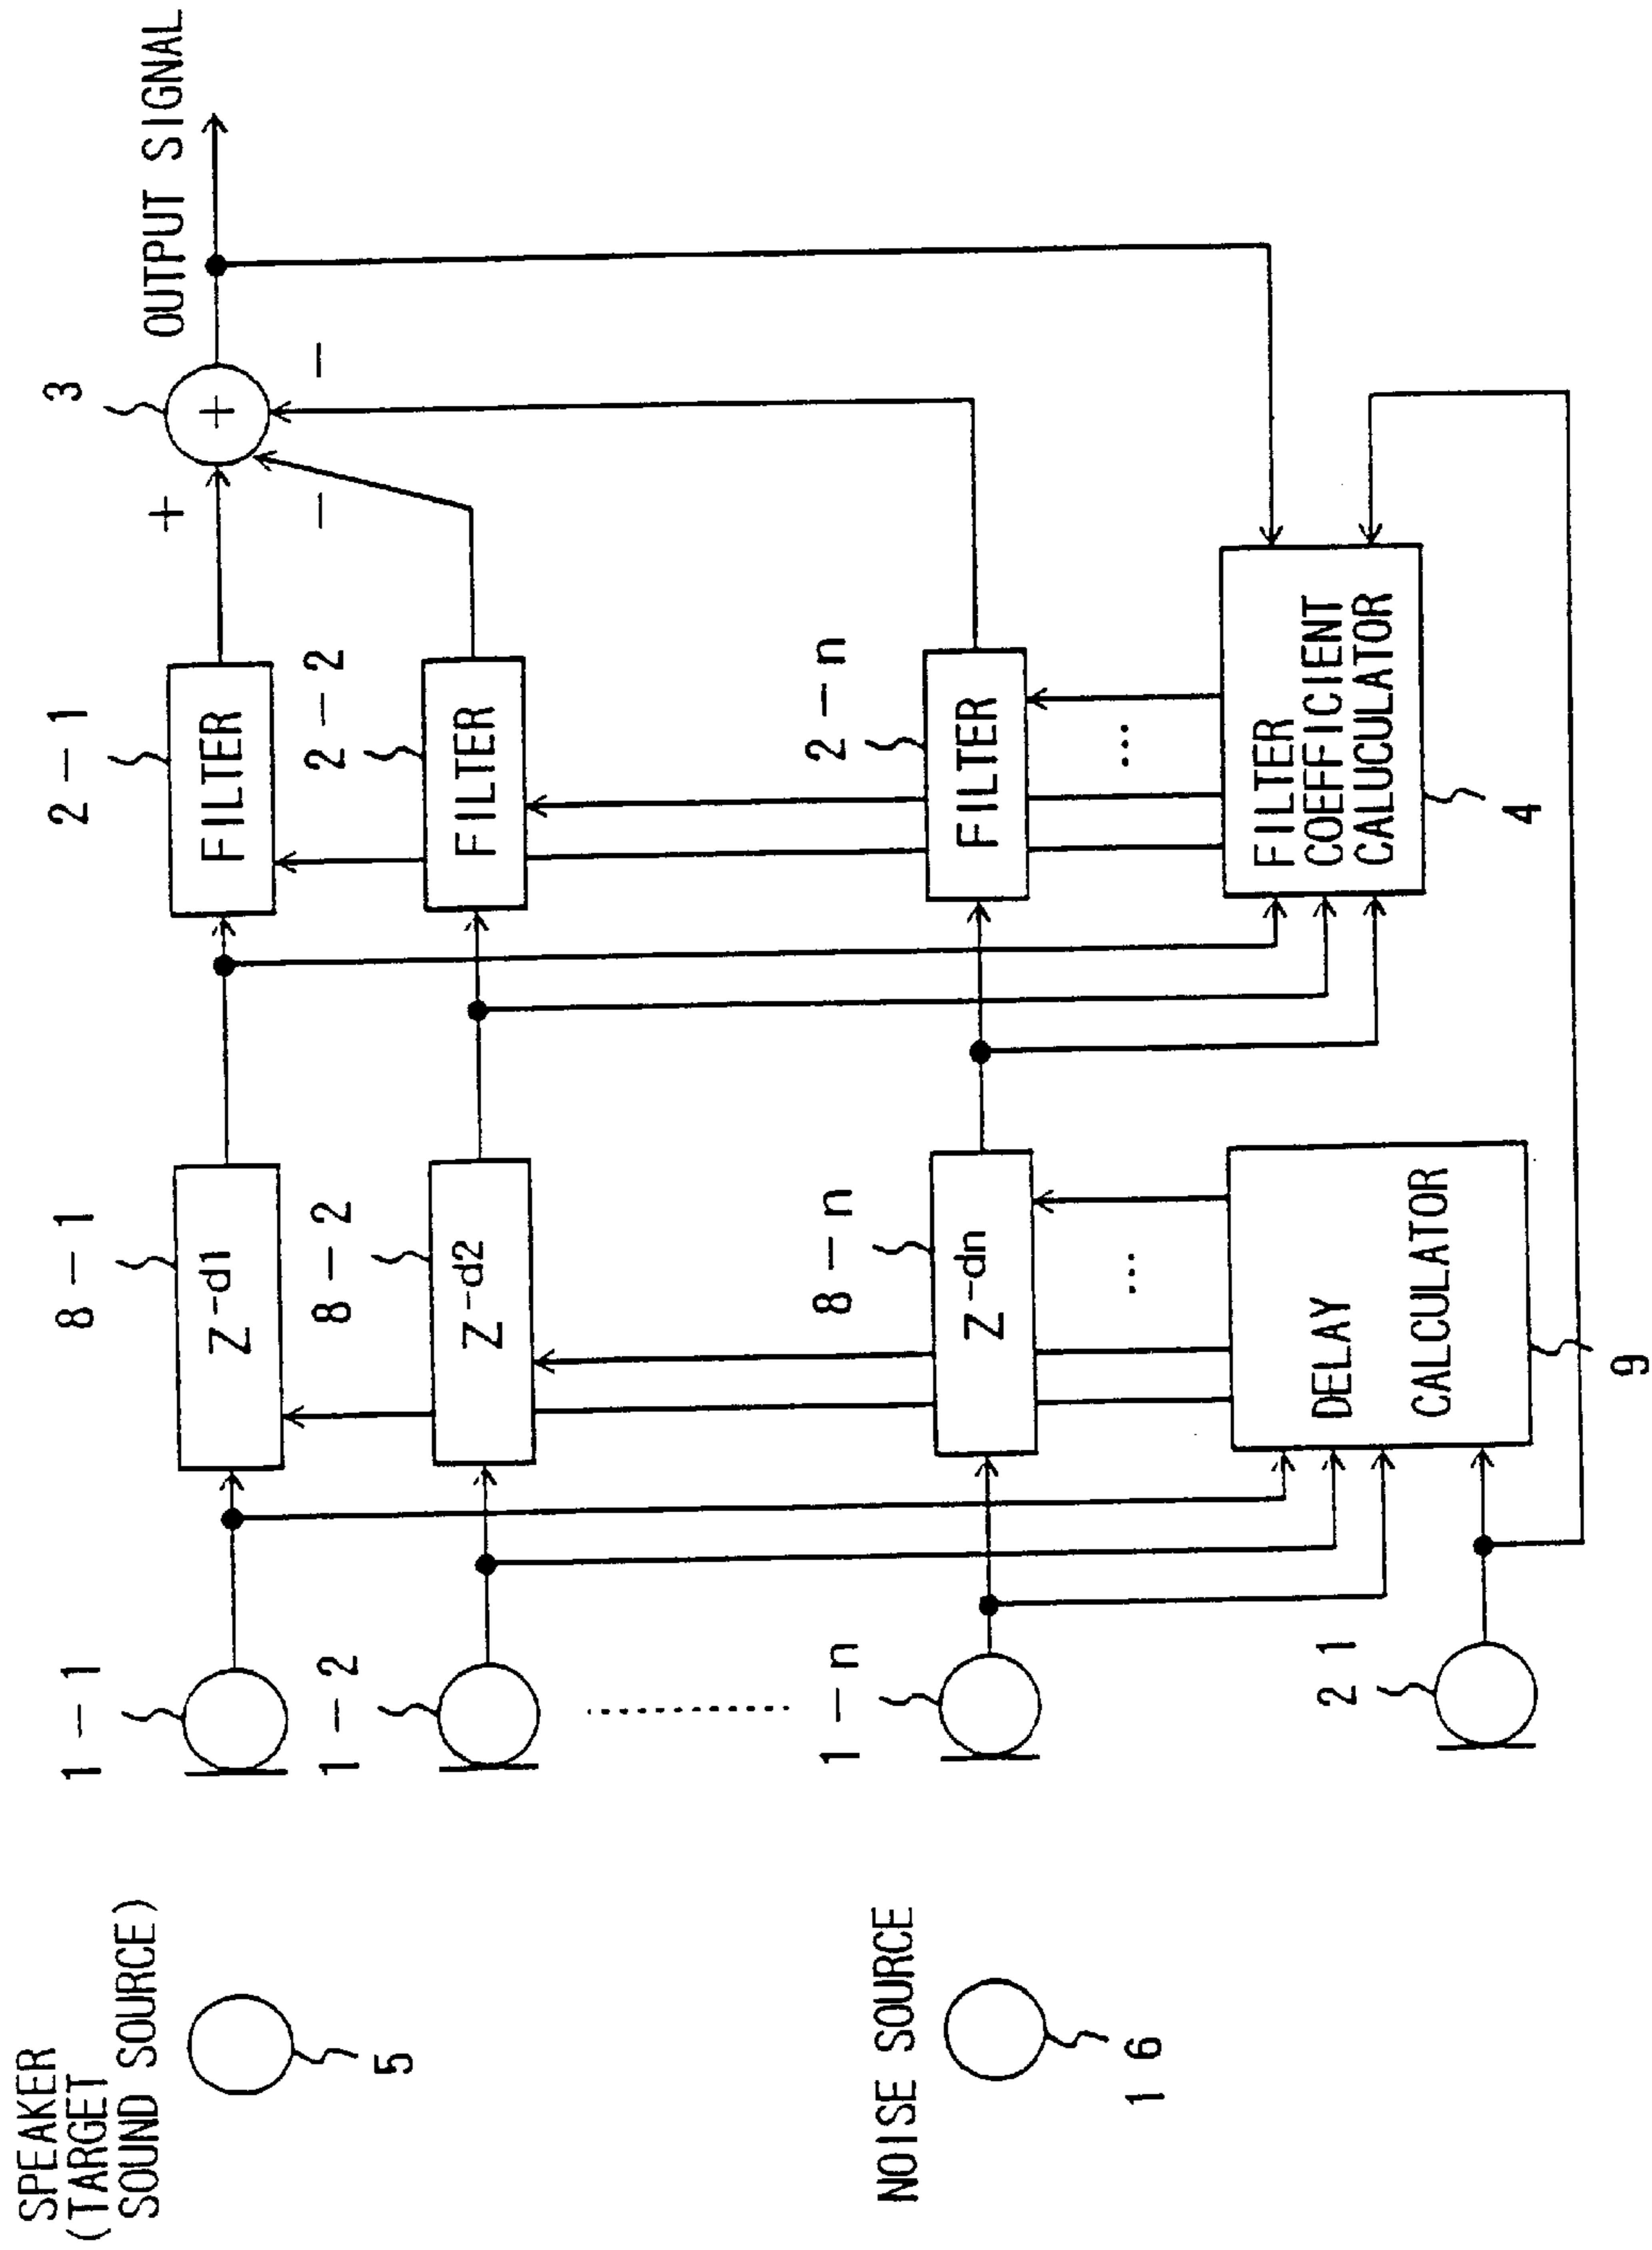 SPEAKER
(TARGET
SOUND SOURCE)
5
NOISE SOURCE
16
1-1
1-2
1-n
21
8-1
Z-d1
8-2
Z-d2
8-n
Z-dn
...
DELAY
CALCULATOR
9
2-1
FILTER
2-2
FILTER
2-n
FILTER
...
FILTER
COEFFICIENT
CALUCULATOR
4
3
+
+
-
-
OUTPUT SIGNAL